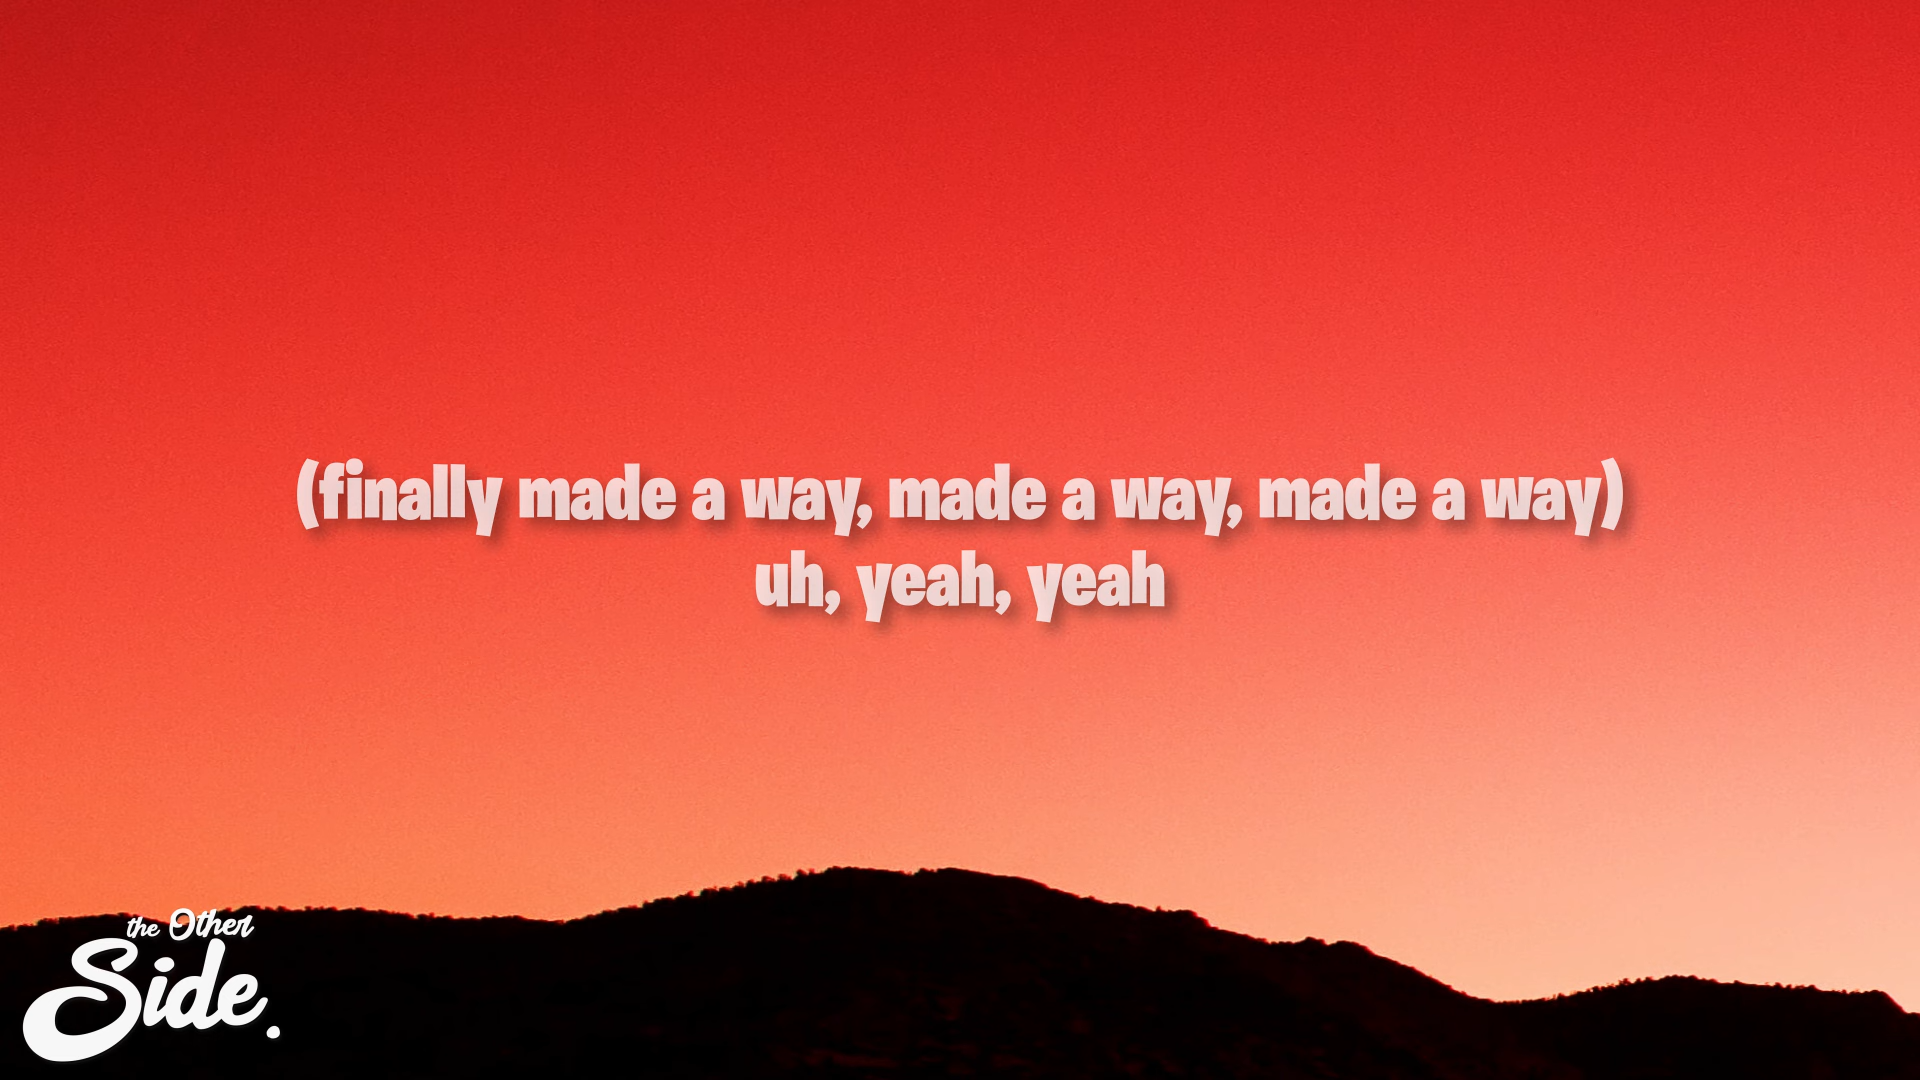 (finally made a way, made a way, made a way)
uh, yeah, yeah
the Other
Side.